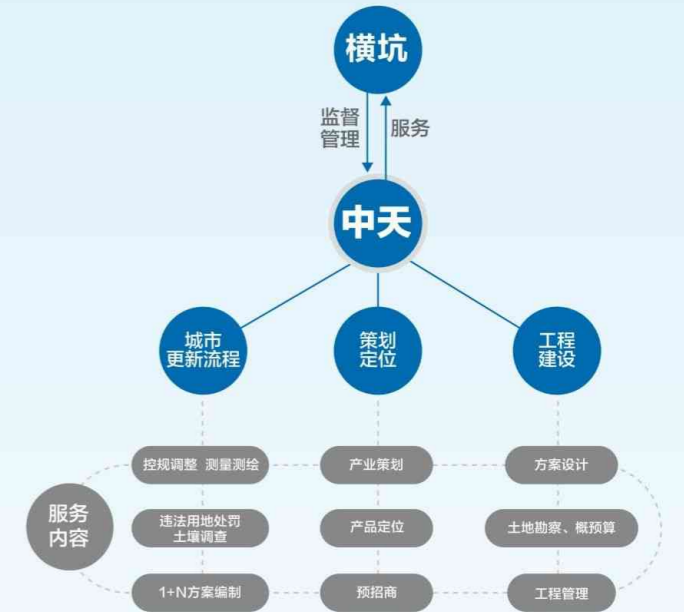 横坑
监督
管理
服务
中天
城市
更新流程
策划
定位
工程
建设
服务
内容
控规调整 测量测绘
产业策划
方案设计
违法用地处罚
土壤调查
产品定位
土地勘察、概预算
1+N方案编制
预招商
工程管理